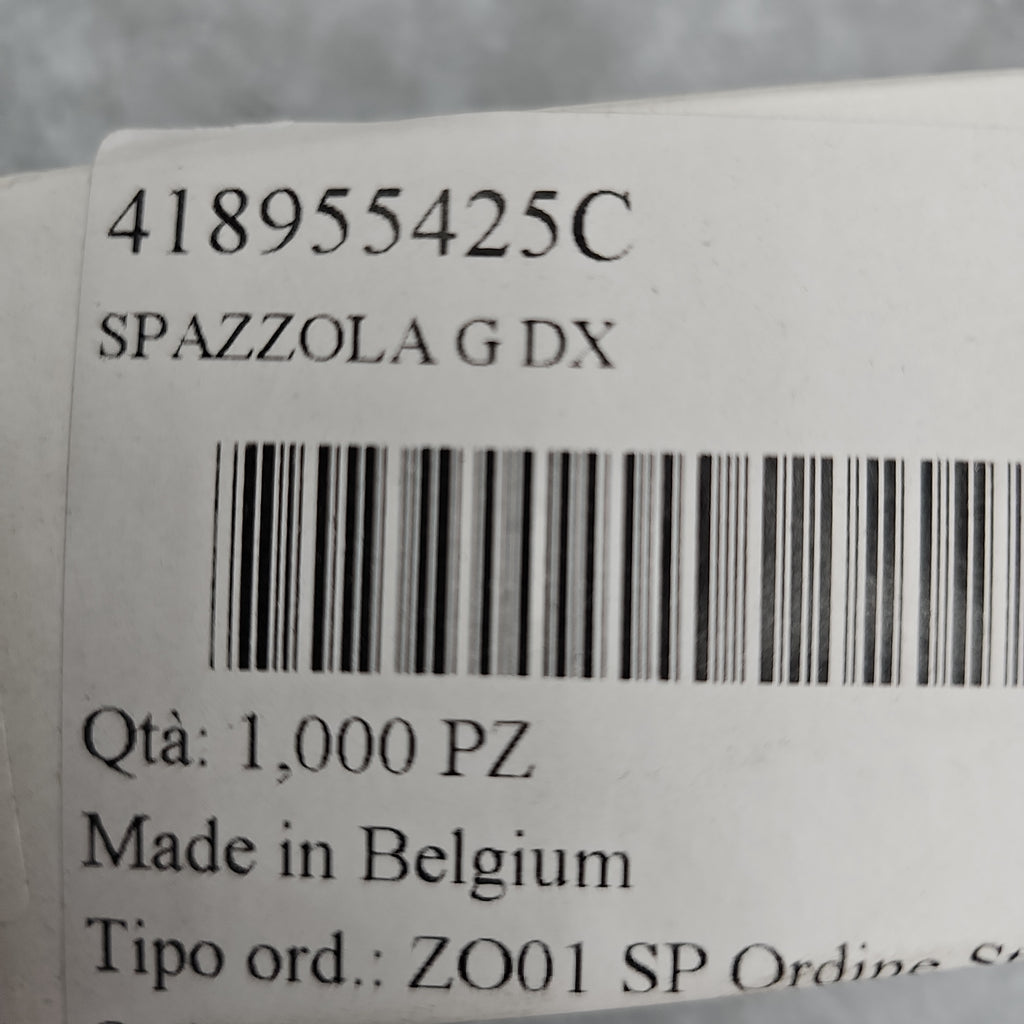 418955425C
SPAZZOLA G DX
Qtà: 1,000 PZ
Made in Belgium
Tipo ord.: ZO01 SP Ordine